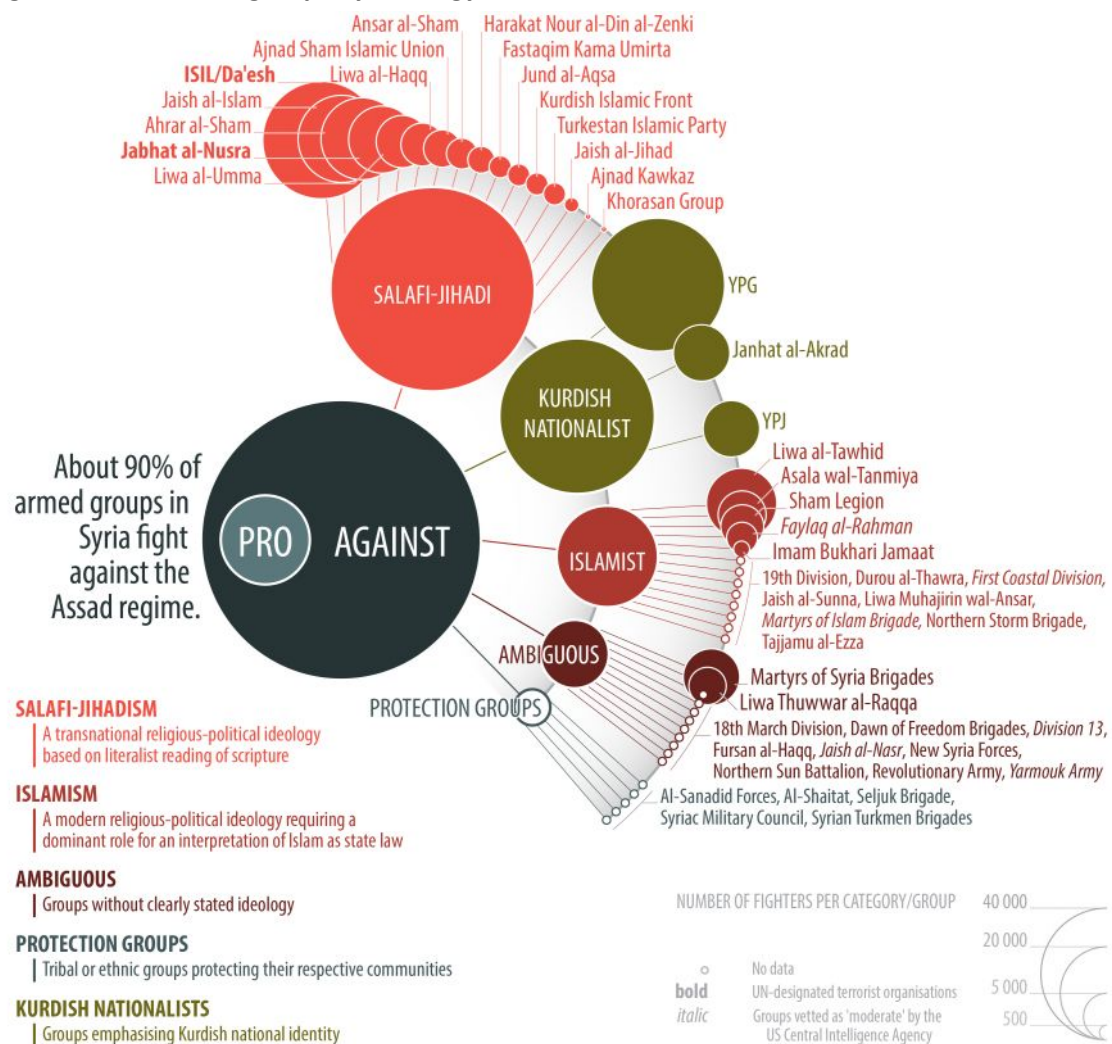 Ansar al-Sham
Harakat Nour al-Din al-Zenki
Ajnad Sham Islamic Union
Fastaqim Kama Umirta
ISIL/Da'esh
Liwa al-Haqq
Jund al-Aqsa
Jaish al-Islam
Kurdish Islamic Front
Ahrar al-Sham
Turkestan Islamic Party
Jabhat al-Nusra
Jaish al-Jihad
Liwa al-Umma
Ajnad Kawkaz
Khorasan Group
SALAFI-JIHADI
YPG
Janhat al-Akrad
KURDISH
NATIONALIST
YPJ
Liwa al-Tawhid
Asala wal-Tanmiya
Sham Legion
Faylaq al-Rahman
Imam Bukhari Jamaat
About 90% of
armed groups in
Syria fight
against the
Assad regime.
PRO
AGAINST
ISLAMIST
19th Division, Durou al-Thawra, First Coastal Division,
Jaish al-Sunna, Liwa Muhajirin wal-Ansar,
Martyrs of Islam Brigade, Northern Storm Brigade,
Tajjamu al-Ezza
AMBIGUOUS
Martyrs of Syria Brigades
Liwa Thuwwar al-Raqqa
PROTECTION GROUPS
18th March Division, Dawn of Freedom Brigades, Division 13,
Fursan al-Haqq, Jaish al-Nasr, New Syria Forces,
Northern Sun Battalion, Revolutionary Army, Yarmouk Army
Al-Sanadid Forces, Al-Shaitat, Seljuk Brigade,
Syriac Military Council, Syrian Turkmen Brigades
SALAFI-JIHADISM
A transnational religious-political ideology
based on literalist reading of scripture
ISLAMISM
A modern religious-political ideology requiring a
dominant role for an interpretation of Islam as state law
AMBIGUOUS
Groups without clearly stated ideology
PROTECTION GROUPS
Tribal or ethnic groups protecting their respective communities
KURDISH NATIONALISTS
Groups emphasising Kurdish national identity
NUMBER OF FIGHTERS PER CATEGORY/GROUP
40 000
20 000
5 000
500
No data
bold UN-designated terrorist organisations
italic Groups vetted as 'moderate' by the
US Central Intelligence Agency